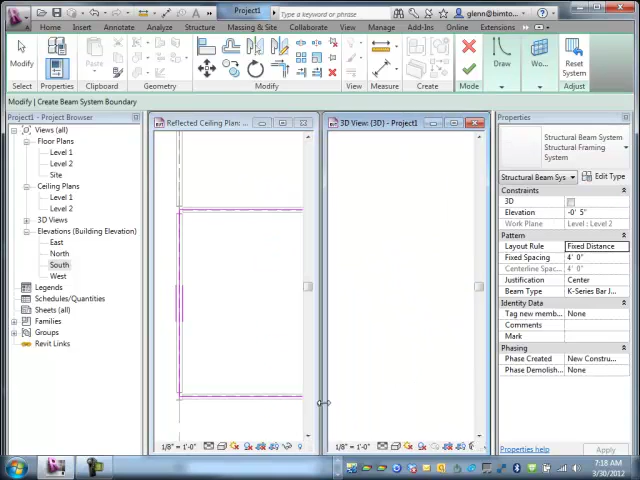 Project1
Type a keyword or phrase
glenn@bimto...
Home
Insert
Annotate
Structure
Massing & Site
Collaborate
View
Manage
Add-Ins
Online
Extensions
Modify
Properties
Paste
Draw
Wo...
Reset
System
Select
Properties
Clipboard
Geometry
Modify
View
Measure
Create
Mode
Adjust
Modify | Create Beam System Boundary
Project1 - Project Browser
Views (all)
Floor Plans
Level 1
Level 2
Site
Ceiling Plans
Level 1
Level 2
3D Views
Elevations (Building Elevation)
East
North
South
West
Legends
Schedules/Quantities
Sheets (all)
Families
Groups
Revit Links
Reflected Ceiling Plan: ...
1/8" = 1'-0"
3D View: {3D} - Project1
1/8" = 1'-0"
Properties
Structural Beam System
Structural Framing
System
Structural Beam Sys
Edit Type
Constraints
3D
Elevation -0' 5"
Work Plane Level : Level 2
Pattern
Layout Rule Fixed Distance
Fixed Spacing 4' 0"
Centerline Spac... 4' 0"
Justification Center
Beam Type K-Series Bar J...
Identity Data
Tag new memb... None
Comments
Mark
Phasing
Phase Created New Constru...
Phase Demolish... None
Properties help
Apply
7:18 AM
3/30/2012